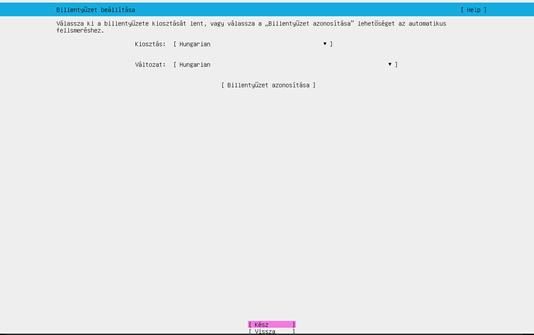 Billentyűzet beállítása [ Help ]
Válassza ki a billentyűzete kiosztását lent, vagy válassza a „Billentyűzet azonosítása” lehetőséget az automatikus
felismeréshez.
Kiosztás: [ Hungarian ▾ ]
Változat: [ Hungarian ▾ ]
[ Billentyűzet azonosítása ]
[ Kész ]
[ Vissza ]